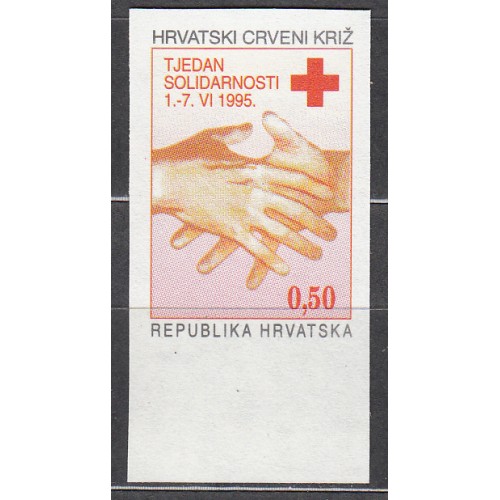 HRVATSKI CRVENI KRIŽ
TJEDAN
SOLIDARNOSTI
1.-7. VI 1995.
0,50
REPUBLIKA HRVATSKA